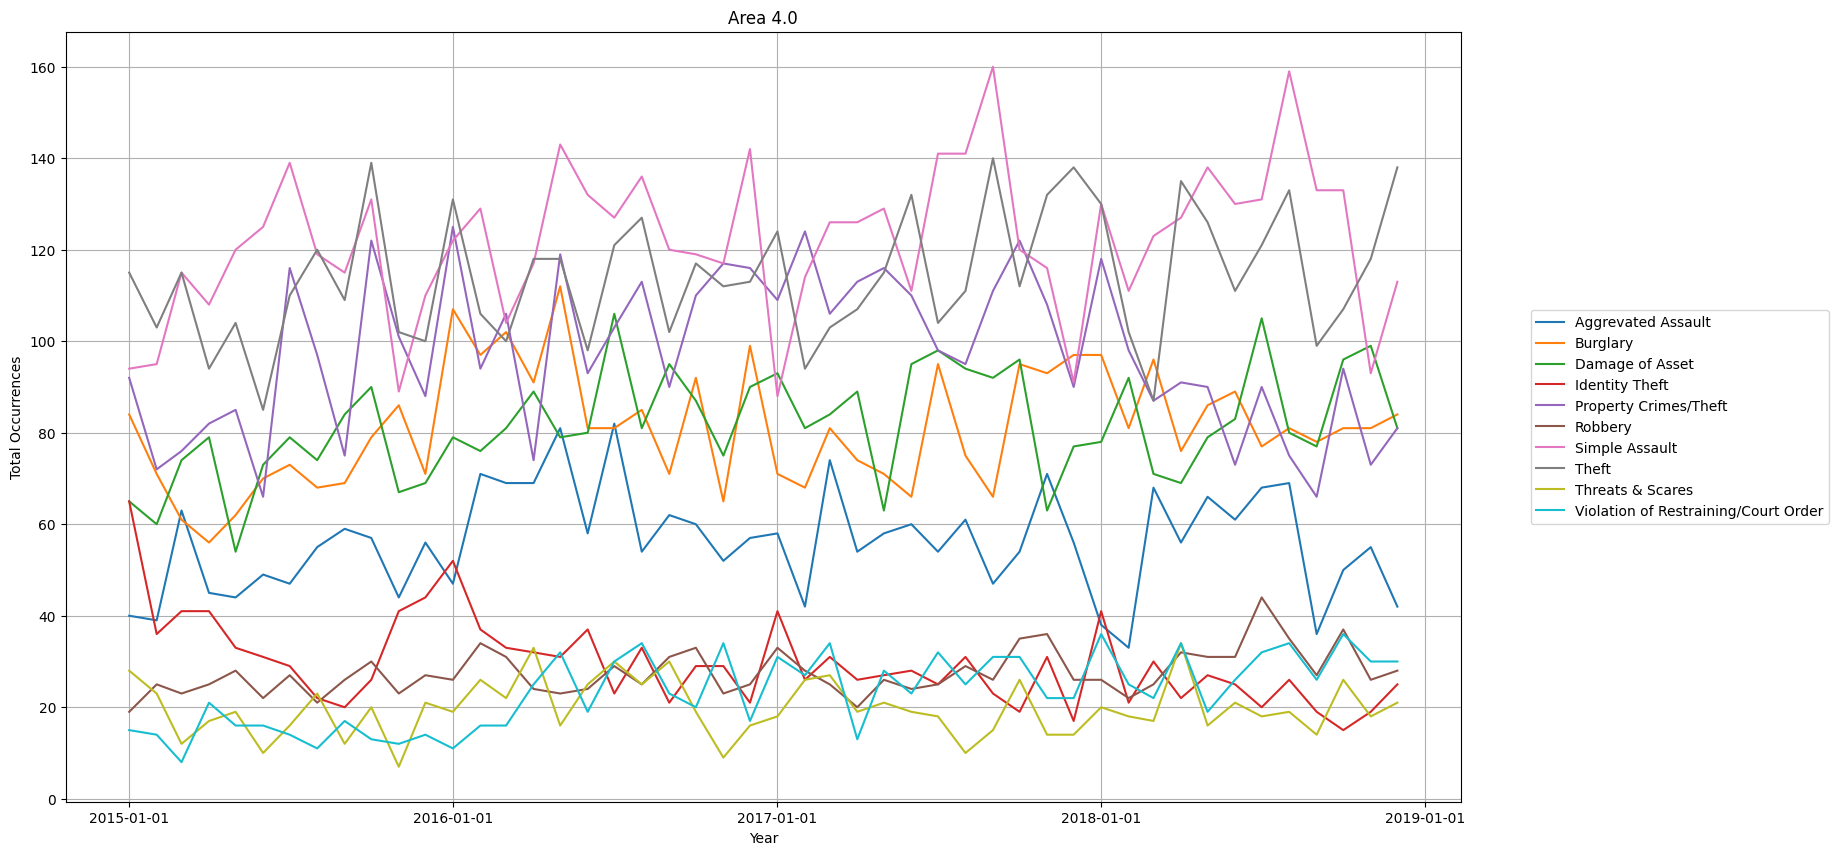 Area 4.0
Total Occurrences
160
140
120
100
80
60
40
20
0
2015-01-01
2016-01-01
2017-01-01
2018-01-01
2019-01-01
Year
Aggrevated Assault
Burglary
Damage of Asset
Identity Theft
Property Crimes/Theft
Robbery
Simple Assault
Theft
Threats & Scares
Violation of Restraining/Court Order